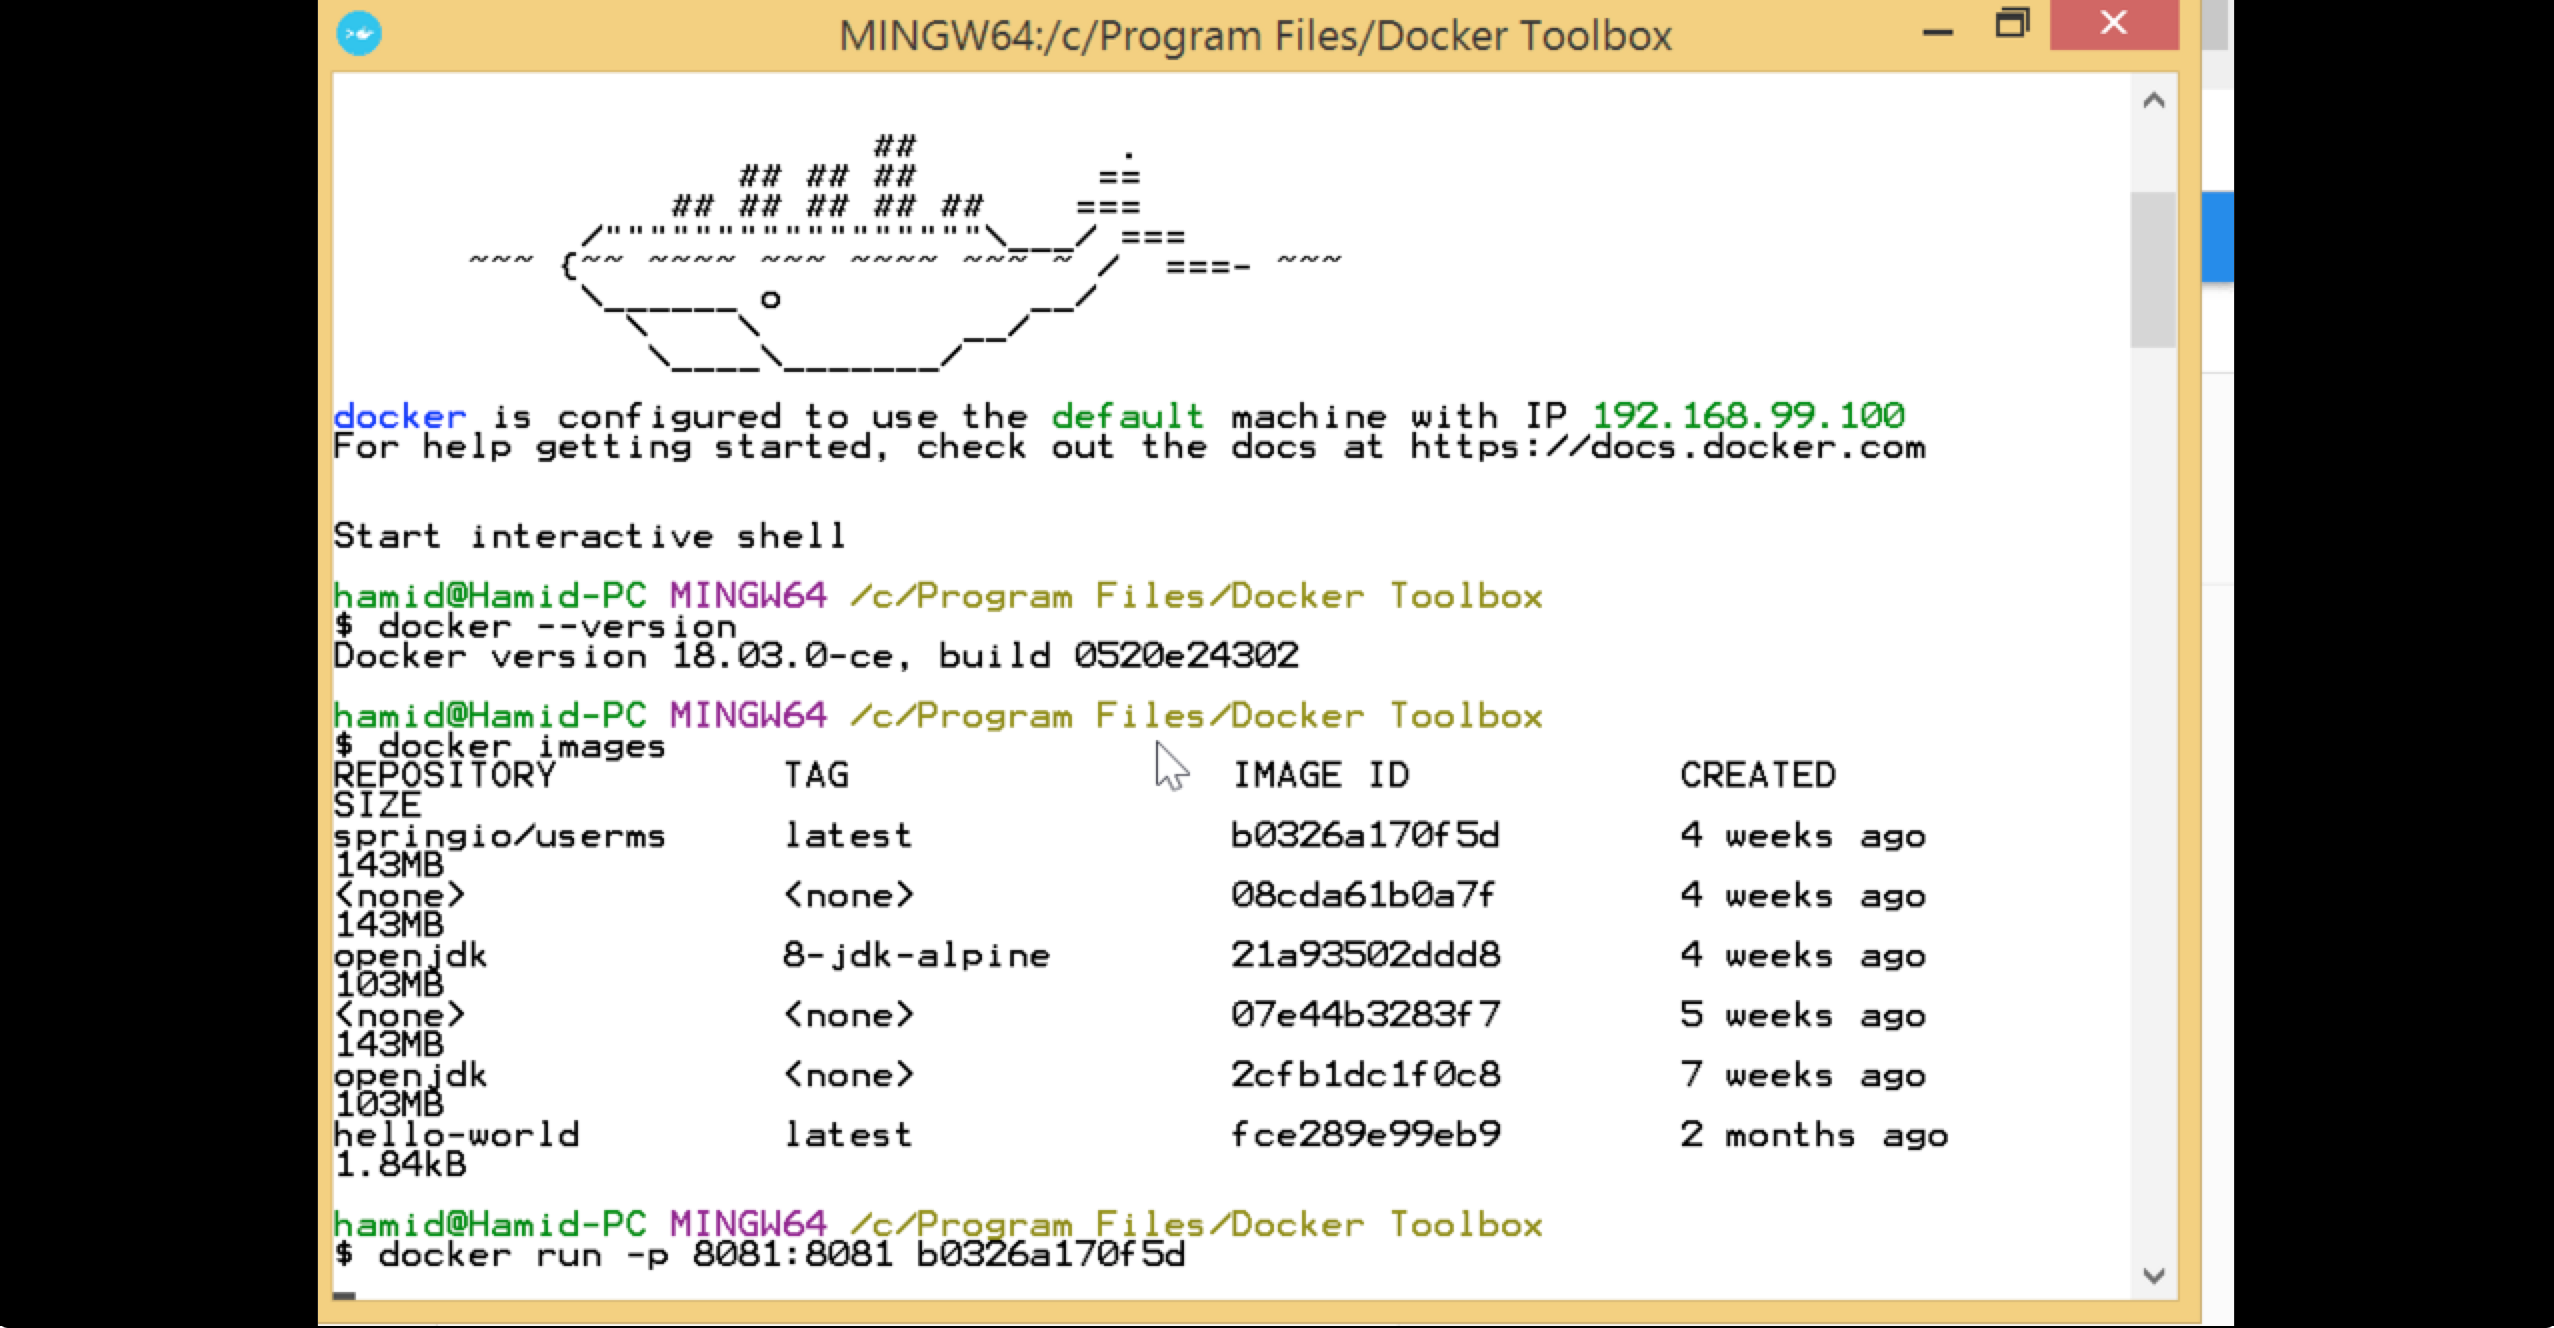 MINGW64:/c/Program Files/Docker Toolbox
##         .
## ## ##        ==
## ## ## ## ##      ===
/"""""""""""""""""\___/ ===
~~~ {~~ ~~~~ ~~~ ~~~~ ~~~ ~ /  ===- ~~~
\______ o           __/
\    \         __/
\____\_______/
docker is configured to use the default machine with IP 192.168.99.100
For help getting started, check out the docs at https://docs.docker.com
Start interactive shell
hamid@Hamid-PC MINGW64 /c/Program Files/Docker Toolbox
$ docker --version
Docker version 18.03.0-ce, build 0520e24302
hamid@Hamid-PC MINGW64 /c/Program Files/Docker Toolbox
$ docker images
REPOSITORY TAG IMAGE ID CREATED
SIZE
springio/userms latest b0326a170f5d 4 weeks ago
143MB
<none> <none> 08cda61b0a7f 4 weeks ago
143MB
openjdk 8-jdk-alpine 21a93502ddd8 4 weeks ago
103MB
<none> <none> 07e44b3283f7 5 weeks ago
143MB
openjdk <none> 2cfb1dc1f0c8 7 weeks ago
103MB
hello-world latest fce289e99eb9 2 months ago
1.84kB
hamid@Hamid-PC MINGW64 /c/Program Files/Docker Toolbox
$ docker run -p 8081:8081 b0326a170f5d